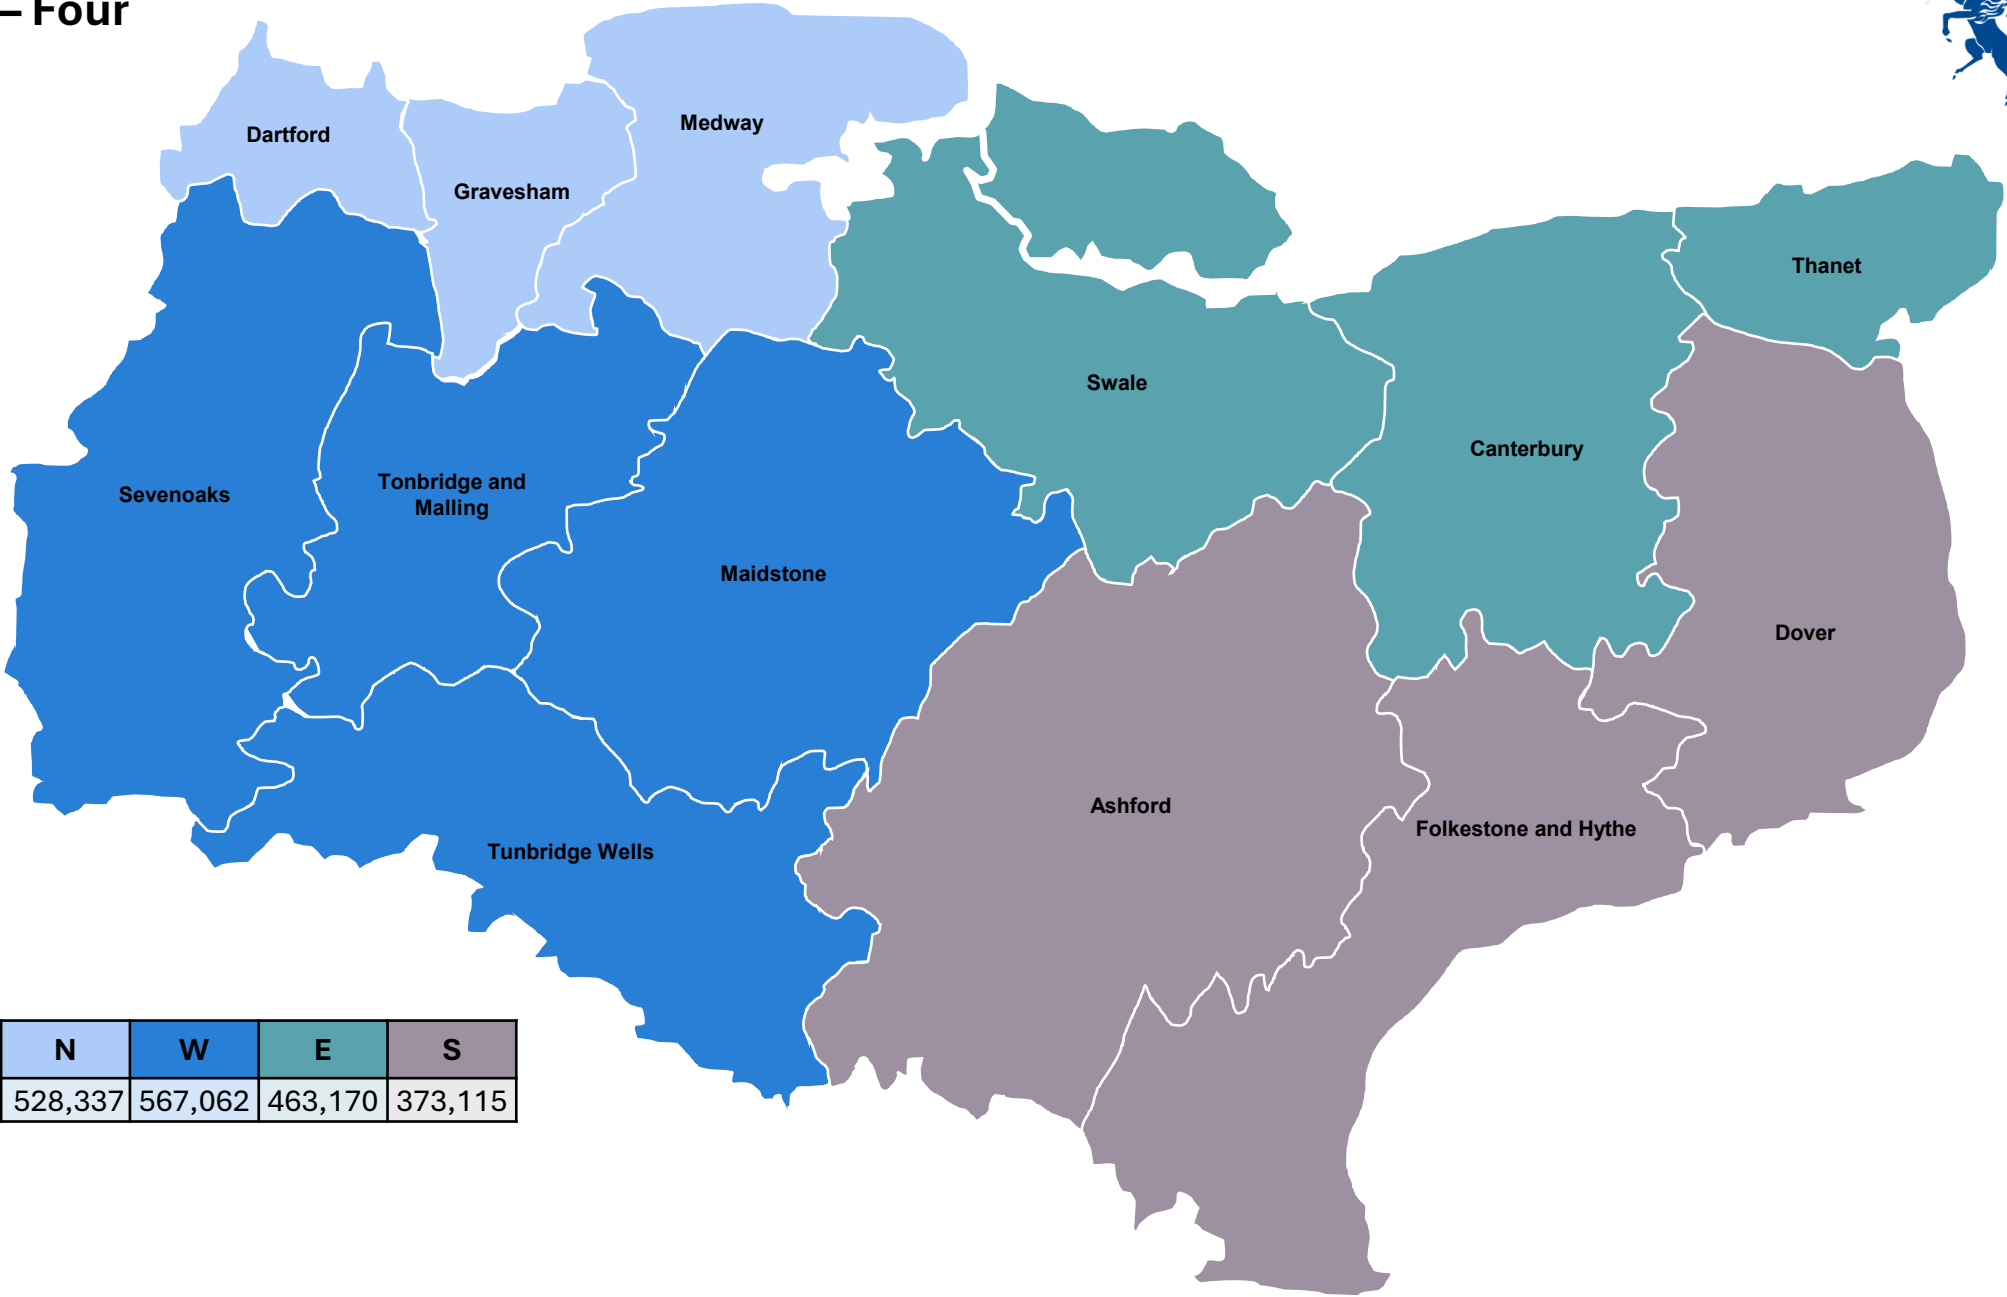 – Four
Dartford
Medway
Gravesham
Thanet
Swale
Canterbury
Sevenoaks
Tonbridge and
Malling
Maidstone
Dover
Ashford
Folkestone and Hythe
Tunbridge Wells
N W E S
528,337 567,062 463,170 373,115